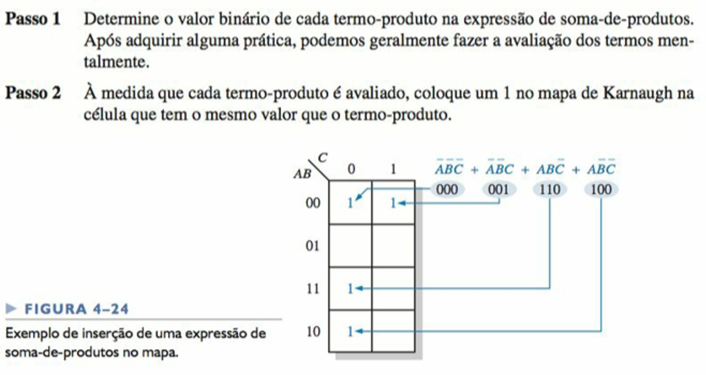 Passo 1 Determine o valor binário de cada termo-produto na expressão de soma-de-produtos.
Após adquirir alguma prática, podemos geralmente fazer a avaliação dos termos men-
talmente.
Passo 2 À medida que cada termo-produto é avaliado, coloque um 1 no mapa de Karnaugh na
célula que tem o mesmo valor que o termo-produto.
C
AB 0 1 A̅B̅C̅ + A̅B̅C + ABC̅ + AB̅C̅
000 001 110 100
00 1 1
01
11 1
10 1
▶ FIGURA 4–24
Exemplo de inserção de uma expressão de
soma-de-produtos no mapa.